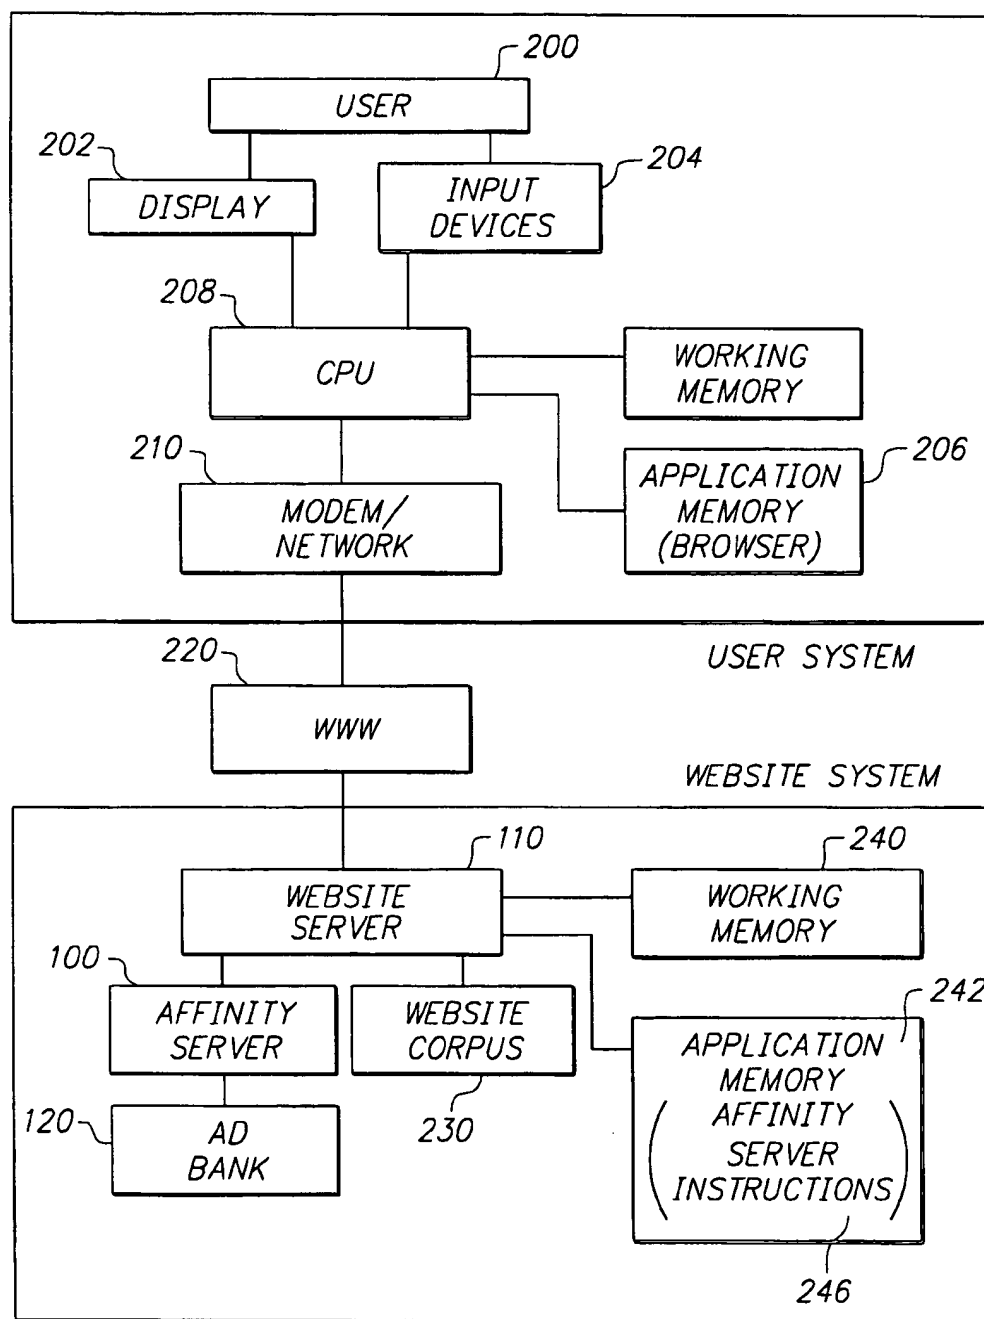 200
USER
202
204
DISPLAY
INPUT
DEVICES
208
CPU
WORKING
MEMORY
210
206
MODEM/
NETWORK
APPLICATION
MEMORY
(BROWSER)
USER SYSTEM
220
WWW
WEBSITE SYSTEM
110
240
WEBSITE
SERVER
WORKING
MEMORY
100
242
AFFINITY
SERVER
WEBSITE
CORPUS
APPLICATION
MEMORY
(AFFINITY
SERVER
INSTRUCTIONS)
120
AD
BANK
230
246